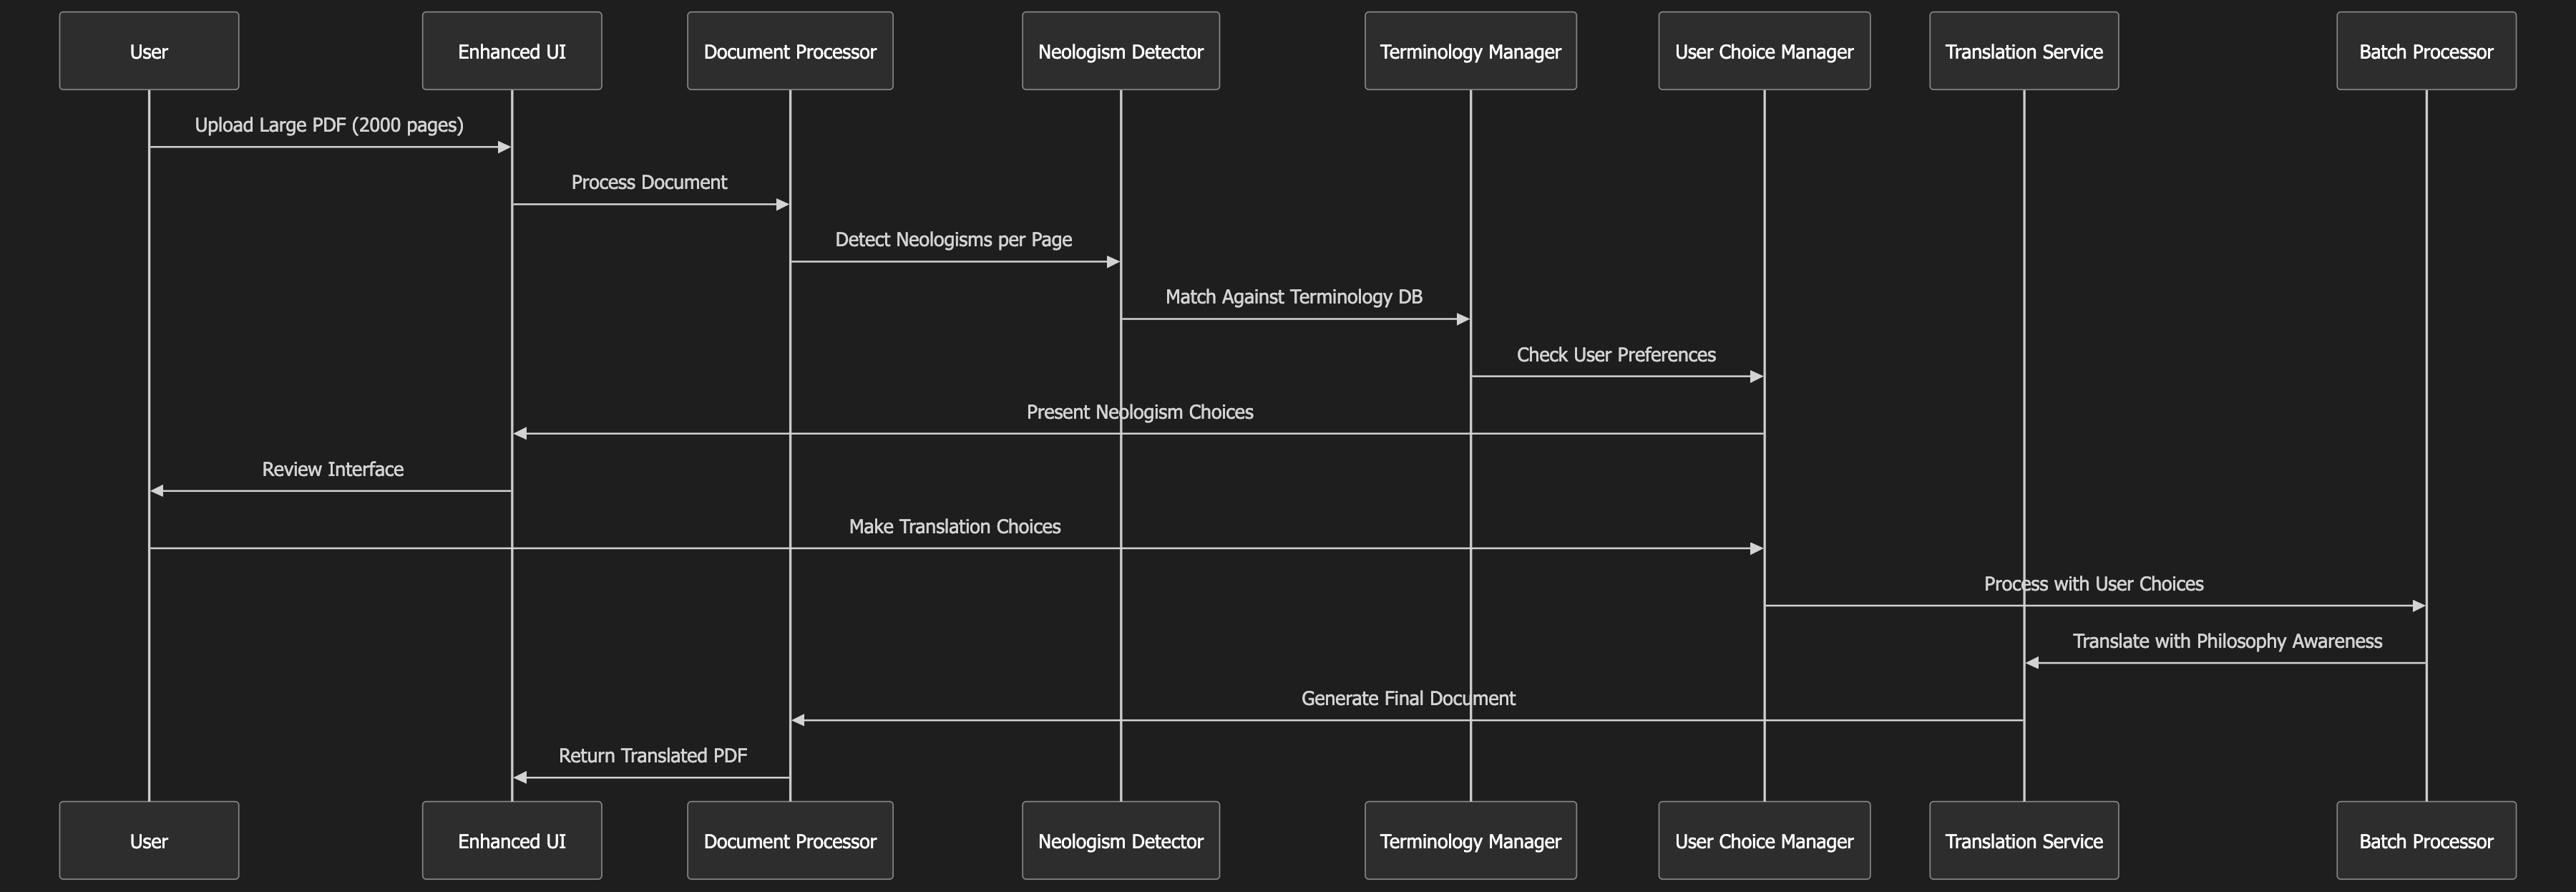 User
Enhanced UI
Document Processor
Neologism Detector
Terminology Manager
User Choice Manager
Translation Service
Batch Processor
Upload Large PDF (2000 pages)
Process Document
Detect Neologisms per Page
Match Against Terminology DB
Check User Preferences
Present Neologism Choices
Review Interface
Make Translation Choices
Process with User Choices
Translate with Philosophy Awareness
Generate Final Document
Return Translated PDF
User
Enhanced UI
Document Processor
Neologism Detector
Terminology Manager
User Choice Manager
Translation Service
Batch Processor